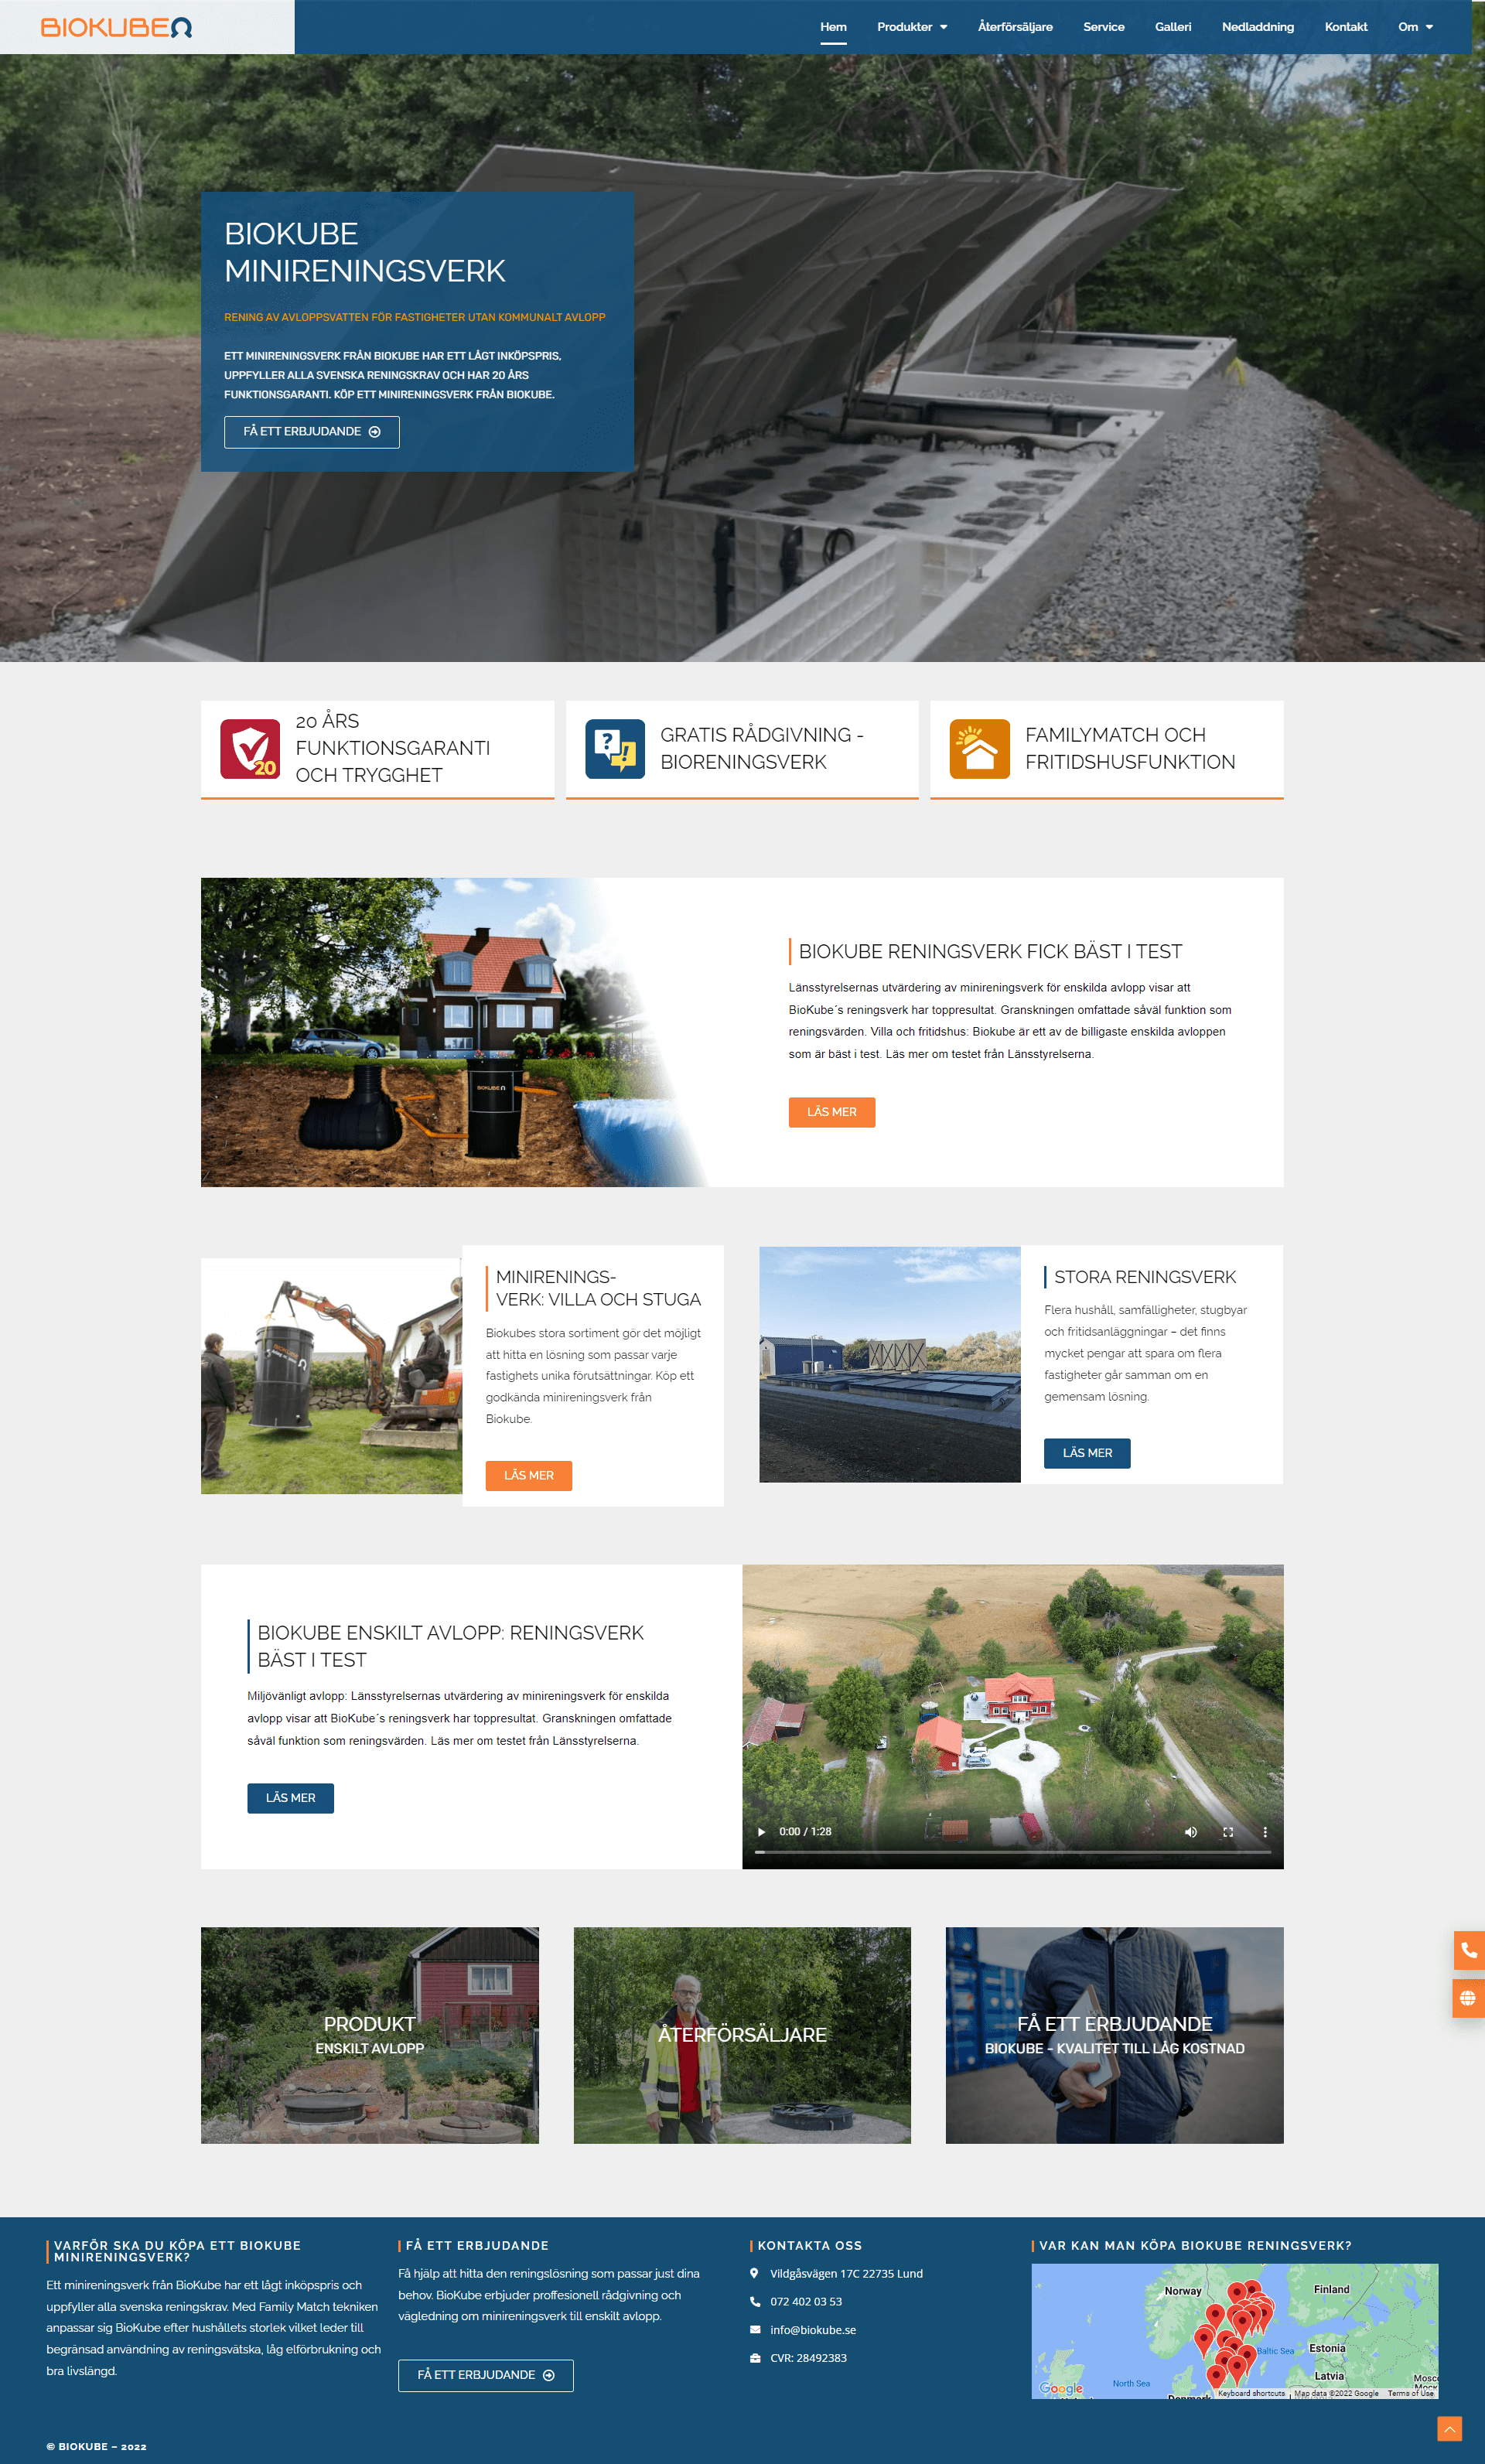 BIOKUBE
Hem
Produkter
Återförsäljare
Service
Galleri
Nedladdning
Kontakt
Om
BIOKUBE
MINIRENINGSVERK
RENING AV AVLOPPSVATTEN FÖR FASTIGHETER UTAN KOMMUNALT AVLOPP
ETT MINIRENINGSVERK FRÅN BIOKUBE HAR ETT LÅGT INKÖPSPRIS,
UPPFYLLER ALLA SVENSKA RENINGSKRAV OCH HAR 20 ÅRS
FUNKTIONSGARANTI. KÖP ETT MINIRENINGSVERK FRÅN BIOKUBE.
FÅ ETT ERBJUDANDE
20
20 ÅRS
FUNKTIONSGARANTI
OCH TRYGGHET
GRATIS RÅDGIVNING -
BIORENINGSVERK
FAMILYMATCH OCH
FRITIDSHUSFUNKTION
BIOKUBE
BIOKUBE RENINGSVERK FICK BÄST I TEST
Länsstyrelsernas utvärdering av minireningsverk för enskilda avlopp visar att
BioKube´s reningsverk har toppresultat. Granskningen omfattade såväl funktion som
reningsvärden. Villa och fritidshus: Biokube är ett av de billigaste enskilda avloppen
som är bäst i test. Läs mer om testet från Länsstyrelserna.
LÄS MER
MINIRENINGS-
VERK: VILLA OCH STUGA
Biokubes stora sortiment gör det möjligt
att hitta en lösning som passar varje
fastighets unika förutsättningar. Köp ett
godkända minireningsverk från
Biokube.
LÄS MER
STORA RENINGSVERK
Flera hushåll, samfälligheter, stugbyar
och fritidsanläggningar – det finns
mycket pengar att spara om flera
fastigheter går samman om en
gemensam lösning.
LÄS MER
BIOKUBE ENSKILT AVLOPP: RENINGSVERK
BÄST I TEST
Miljövänligt avlopp: Länsstyrelsernas utvärdering av minireningsverk för enskilda
avlopp visar att BioKube´s reningsverk har toppresultat. Granskningen omfattade
såväl funktion som reningsvärden. Läs mer om testet från Länsstyrelserna.
LÄS MER
0:00 / 1:28
PRODUKT
ENSKILT AVLOPP
ÅTERFÖRSÄLJARE
FÅ ETT ERBJUDANDE
BIOKUBE - KVALITET TILL LÅG KOSTNAD
VARFÖR SKA DU KÖPA ETT BIOKUBE
MINIRENINGSVERK?
Ett minireningsverk från BioKube har ett lågt inköpspris och
uppfyller alla svenska reningskrav. Med Family Match tekniken
anpassar sig BioKube efter hushållets storlek vilket leder till
begränsad användning av reningsvätska, låg elförbrukning och
bra livslängd.
FÅ ETT ERBJUDANDE
Få hjälp att hitta den reningslösning som passar just dina
behov. BioKube erbjuder proffesionell rådgivning och
vägledning om minireningsverk till enskilt avlopp.
FÅ ETT ERBJUDANDE
KONTAKTA OSS
Vildgåsvägen 17C 22735 Lund
072 402 03 53
info@biokube.se
CVR: 28492383
VAR KAN MAN KÖPA BIOKUBE RENINGSVERK?
Norway
Finland
Baltic Sea
Estonia
Latvia
North Sea
Denmark
Google
Keyboard shortcuts
Map data ©2022 Google
Terms of Use
© BIOKUBE – 2022